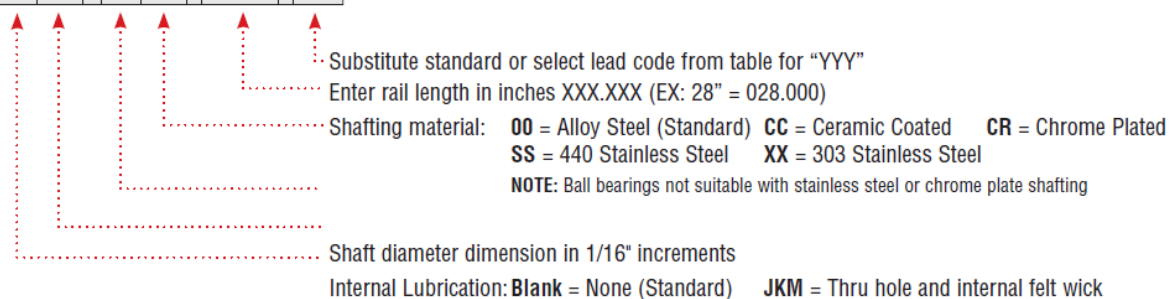 Substitute standard or select lead code from table for “YYY”
Enter rail length in inches XXX.XXX (EX: 28” = 028.000)
Shafting material: 00 = Alloy Steel (Standard) CC = Ceramic Coated CR = Chrome Plated
SS = 440 Stainless Steel XX = 303 Stainless Steel
NOTE: Ball bearings not suitable with stainless steel or chrome plate shafting
Shaft diameter dimension in 1/16" increments
Internal Lubrication: Blank = None (Standard) JKM = Thru hole and internal felt wick